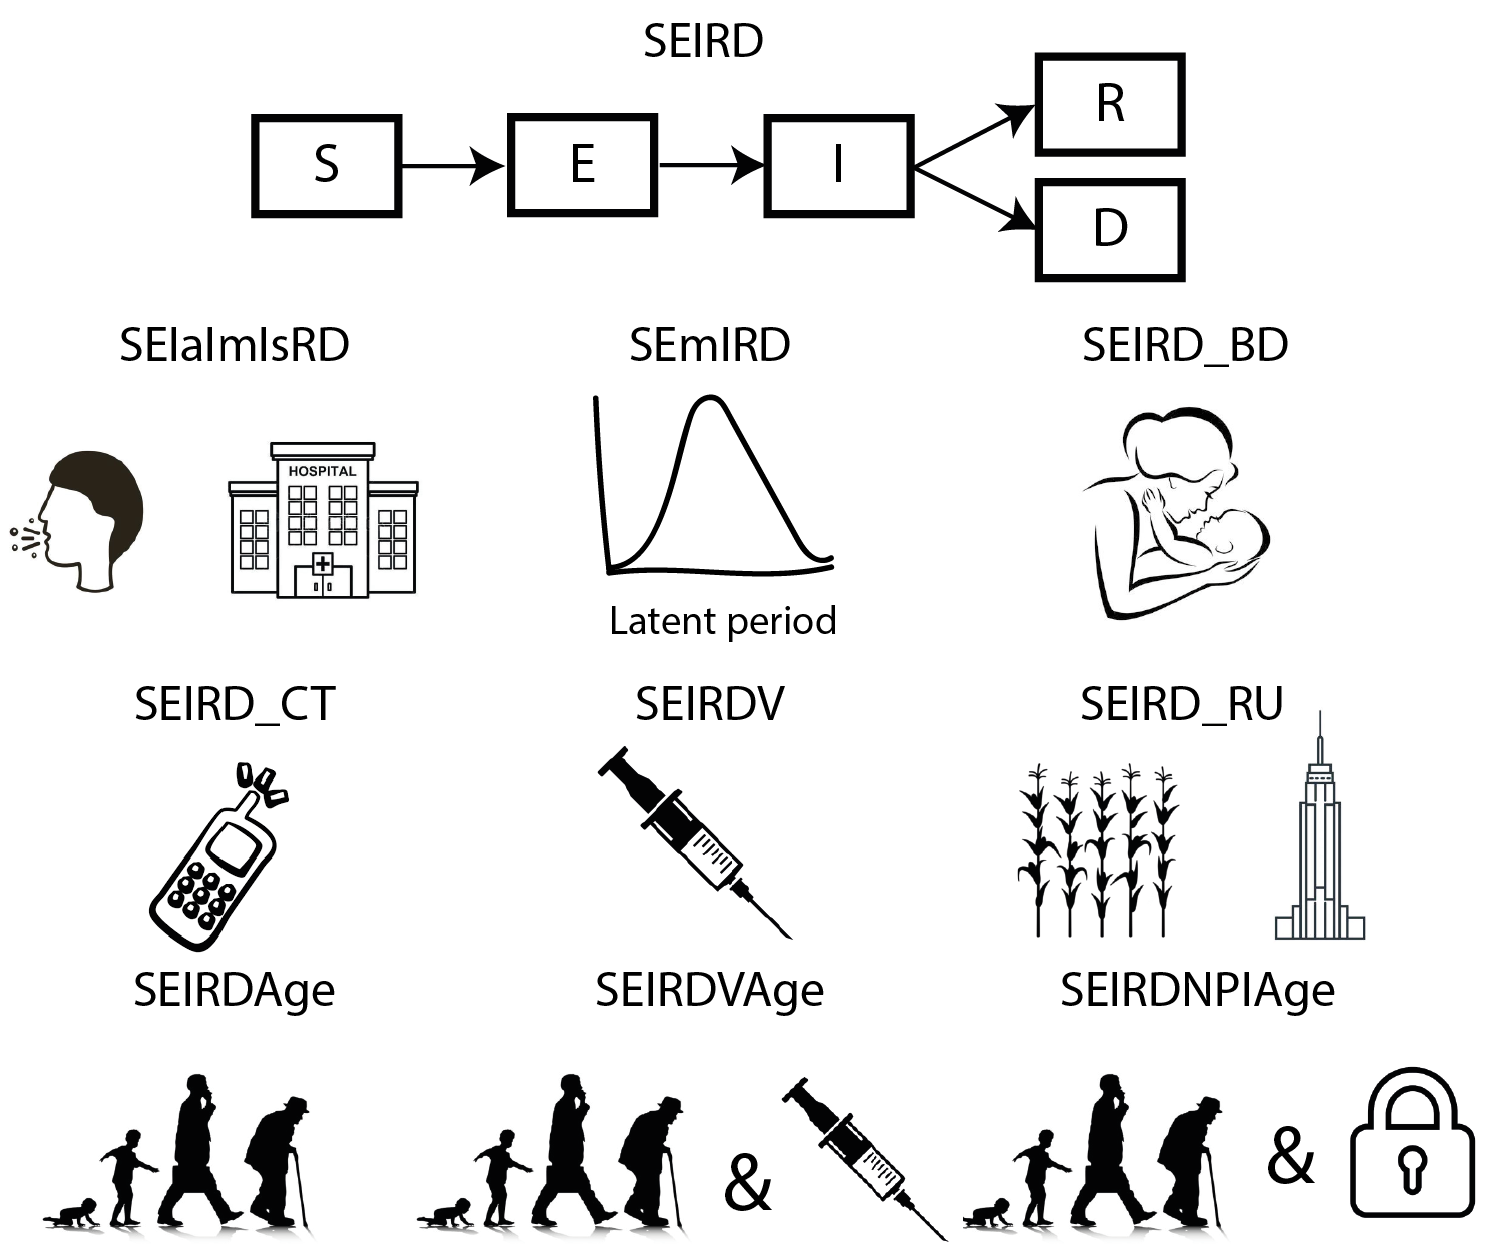 SEIRD
S
E
I
R
D
SEIaImIsRD
SEmIRD
SEIRD_BD
HOSPITAL
Latent period
SEIRD_CT
SEIRDV
SEIRD_RU
SEIRDAge
SEIRDVAge
SEIRDNPIAge
&
&